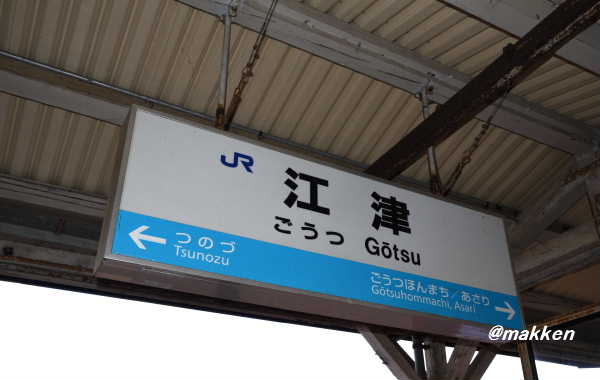 JR
江津
ごうつ Gōtsu
← つのづ
Tsunozu
ごうつほんまち／あさり →
Gōtsuhommachi, Asari
@makken